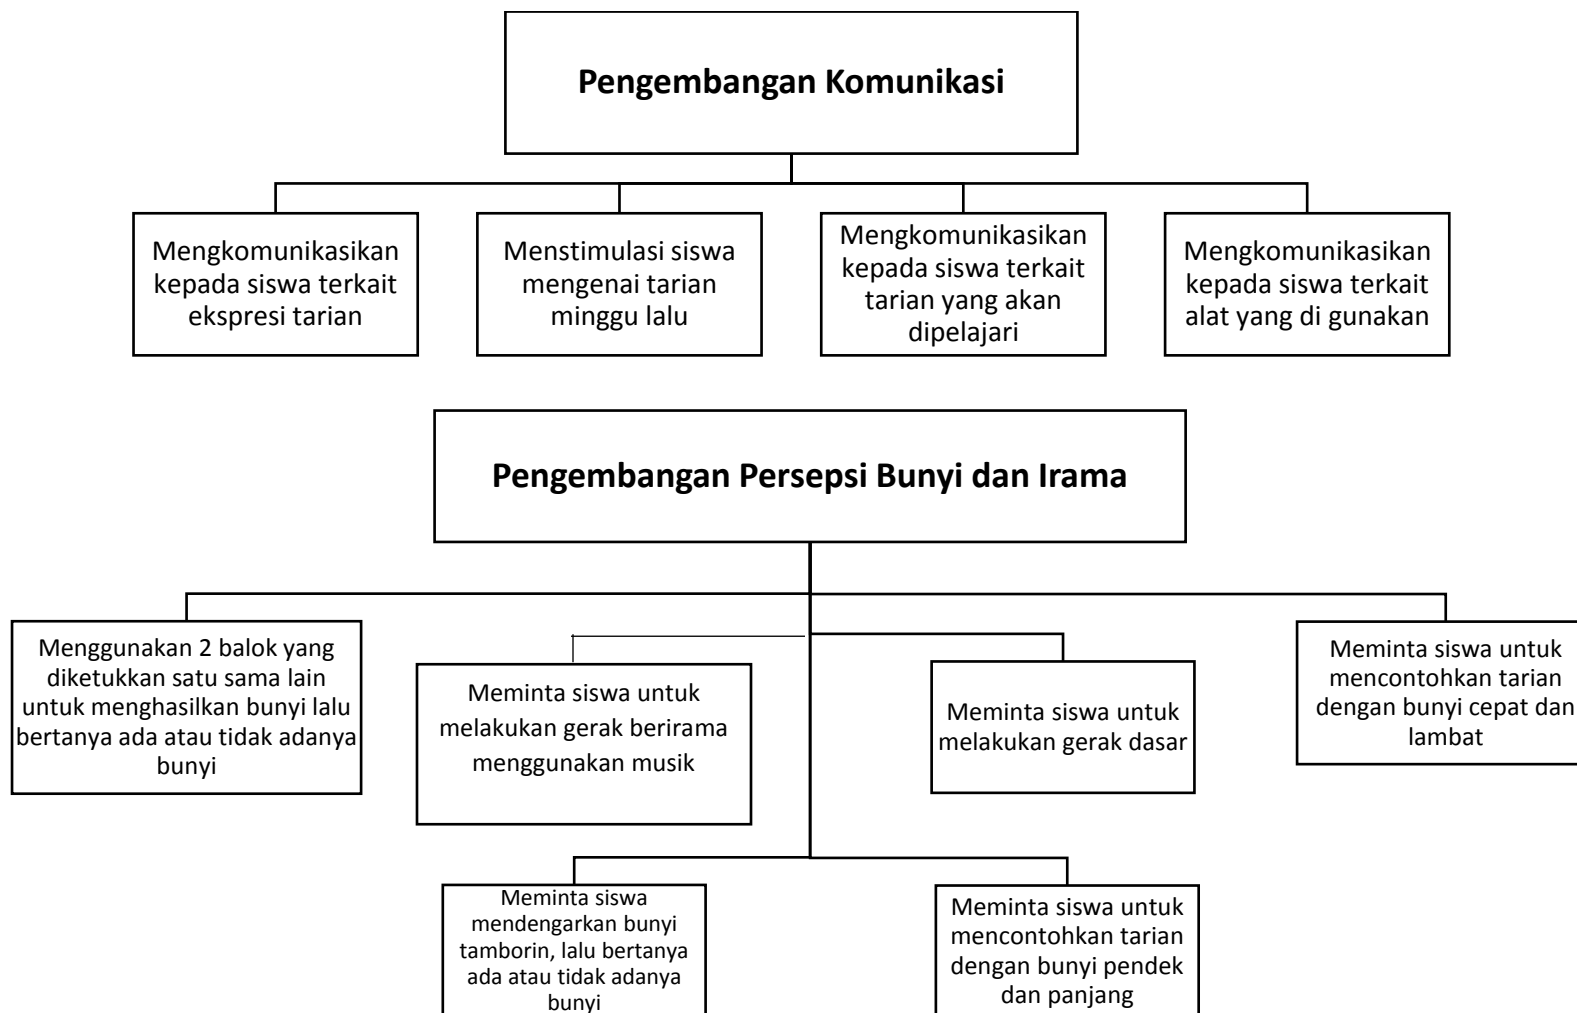 Pengembangan Komunikasi
Mengkomunikasikan
kepada siswa terkait
ekspresi tarian
Menstimulasi siswa
mengenai tarian
minggu lalu
Mengkomunikasikan
kepada siswa terkait
tarian yang akan
dipelajari
Mengkomunikasikan
kepada siswa terkait
alat yang di gunakan
Pengembangan Persepsi Bunyi dan Irama
Menggunakan 2 balok yang
diketukkan satu sama lain
untuk menghasilkan bunyi lalu
bertanya ada atau tidak adanya
bunyi
Meminta siswa untuk
melakukan gerak berirama
menggunakan musik
Meminta siswa untuk
melakukan gerak dasar
Meminta siswa untuk
mencontohkan tarian
dengan bunyi cepat dan
lambat
Meminta siswa
mendengarkan bunyi
tamborin, lalu bertanya
ada atau tidak adanya
bunyi
Meminta siswa untuk
mencontohkan tarian
dengan bunyi pendek
dan panjang